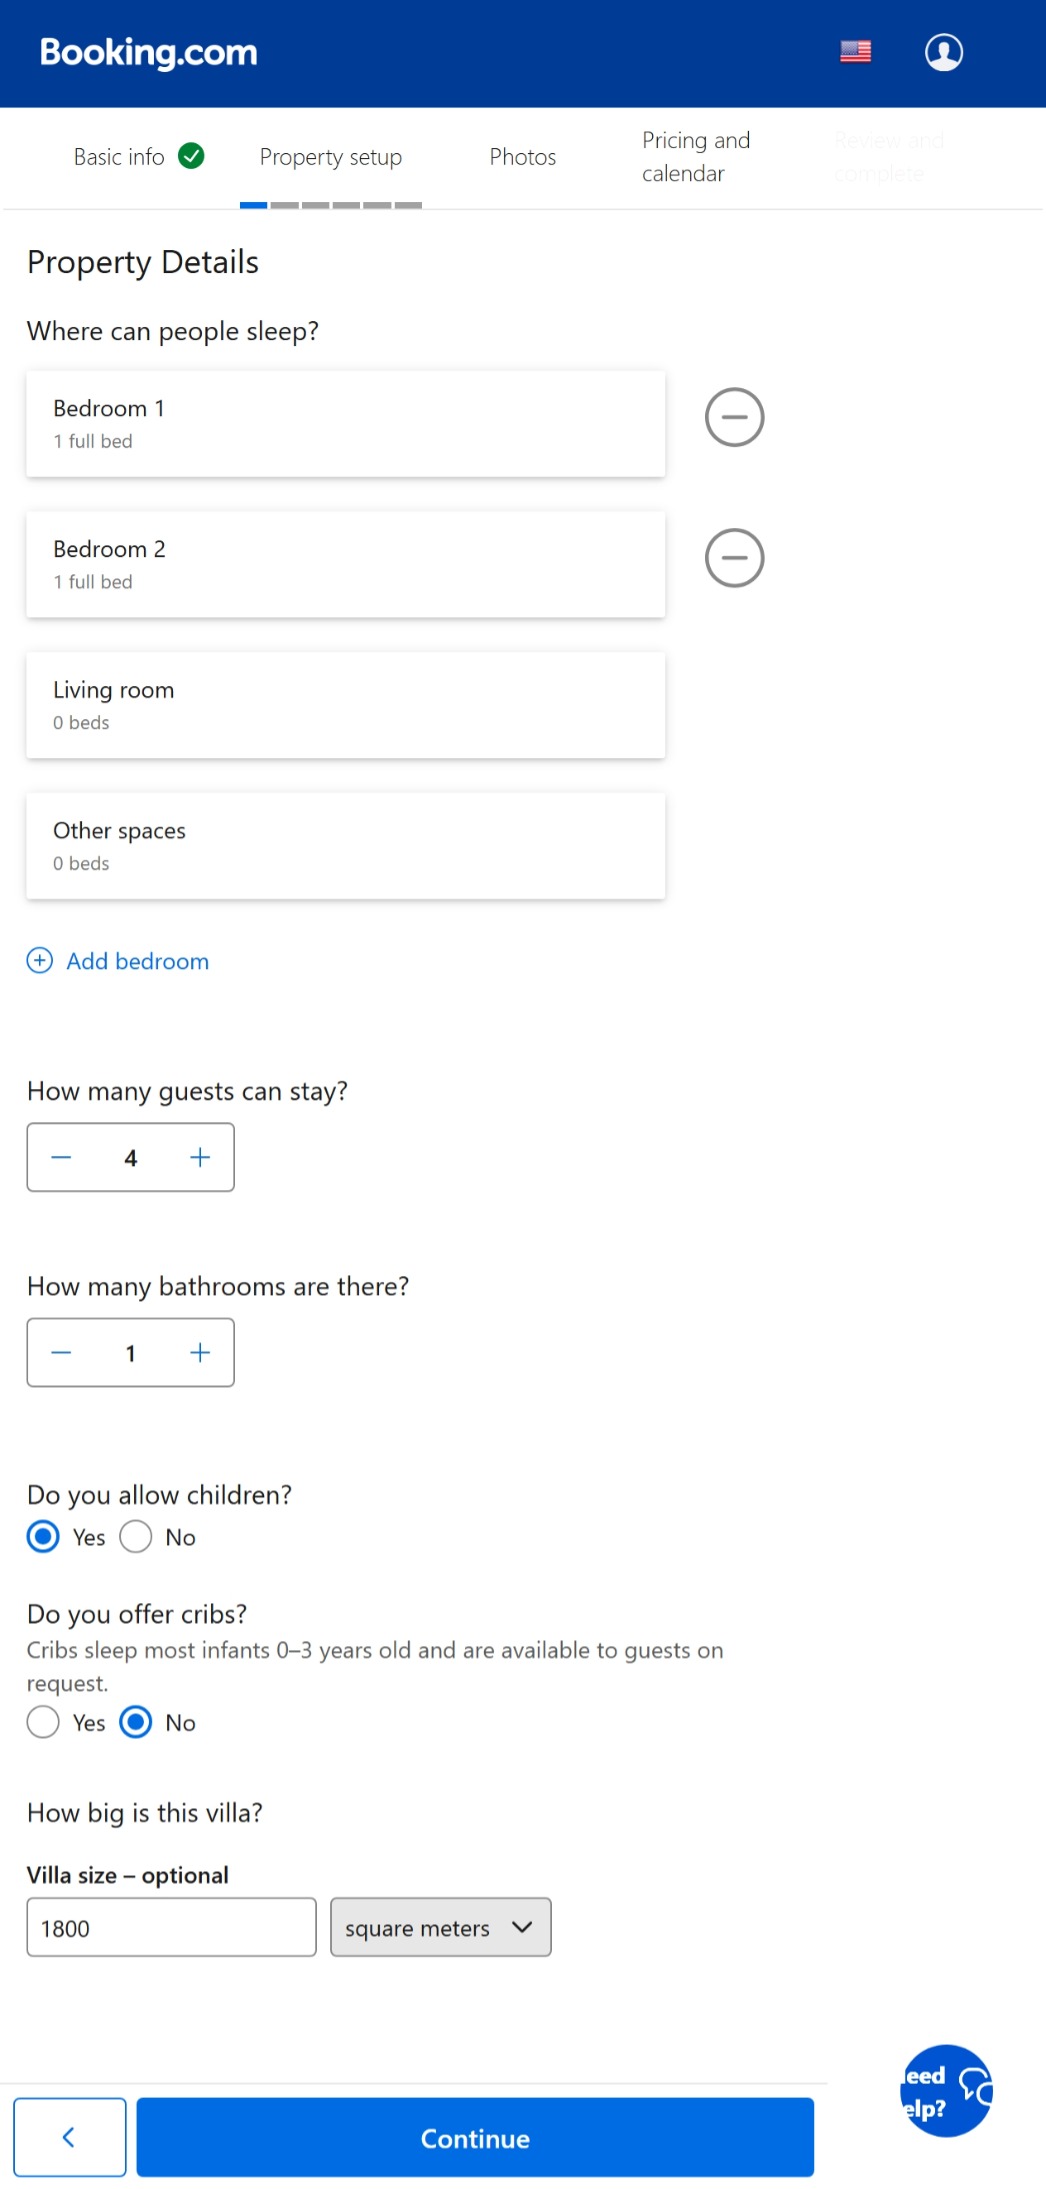 Booking.com
Basic info
Property setup
Photos
Pricing and
calendar
Review and
complete
Property Details
Where can people sleep?
Bedroom 1
1 full bed
Bedroom 2
1 full bed
Living room
0 beds
Other spaces
0 beds
Add bedroom
How many guests can stay?
4
How many bathrooms are there?
1
Do you allow children?
Yes No
Do you offer cribs?
Cribs sleep most infants 0–3 years old and are available to guests on
request.
Yes No
How big is this villa?
Villa size – optional
1800 square meters
eed
elp?
Continue